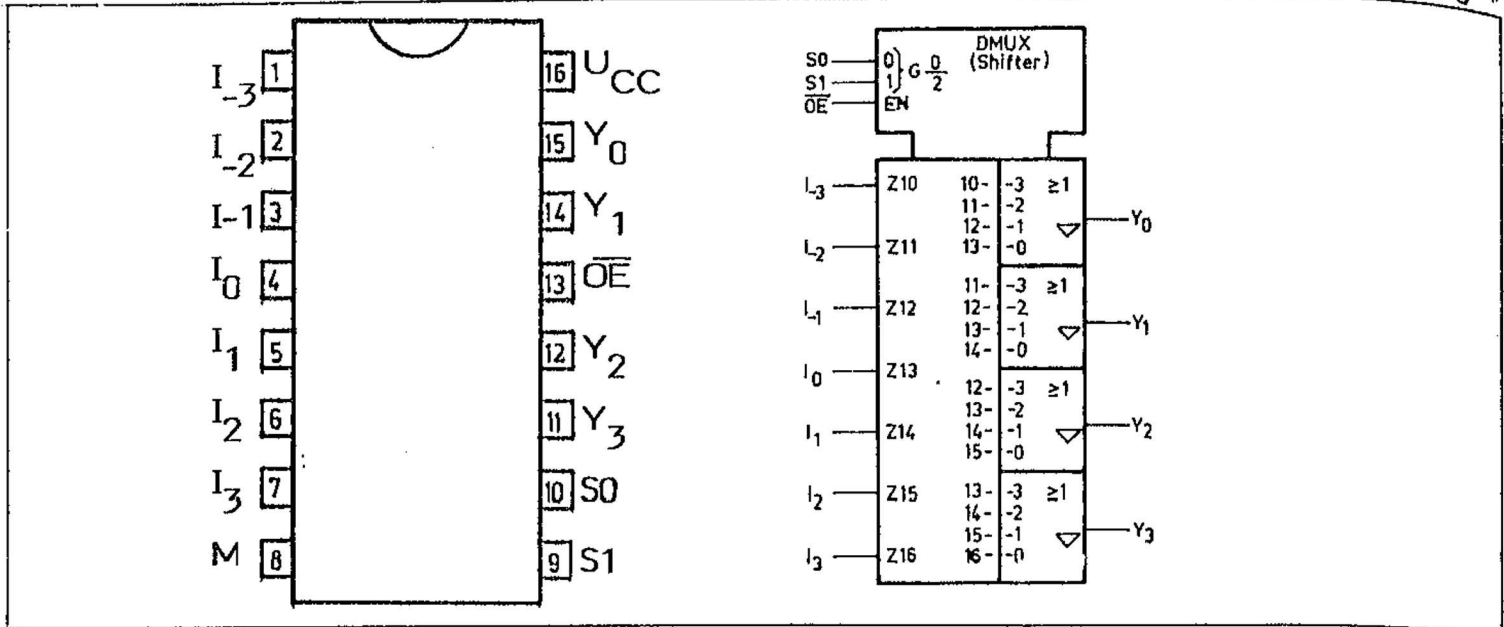 I-3 1 16 UCC
I-2 2 15 Y0
I-1 3 14 Y1
I0 4 13 O̅E̅
I1 5 12 Y2
I2 6 11 Y3
I3 7 10 S0
M 8 9 S1
DMUX
(Shifter)
S0 0
S1 1
G 0/2
O̅E̅ EN
I-3 Z10 10- -3 ≥1
11- -2
12- -1 ▽ Y0
I-2 Z11 13- -0
11- -3 ≥1
I-1 Z12 12- -2
13- -1 ▽ Y1
14- -0
I0 Z13
12- -3 ≥1
13- -2
I1 Z14 14- -1 ▽ Y2
15- -0
I2 Z15 13- -3 ≥1
14- -2
15- -1 ▽ Y3
I3 Z16 16- -0